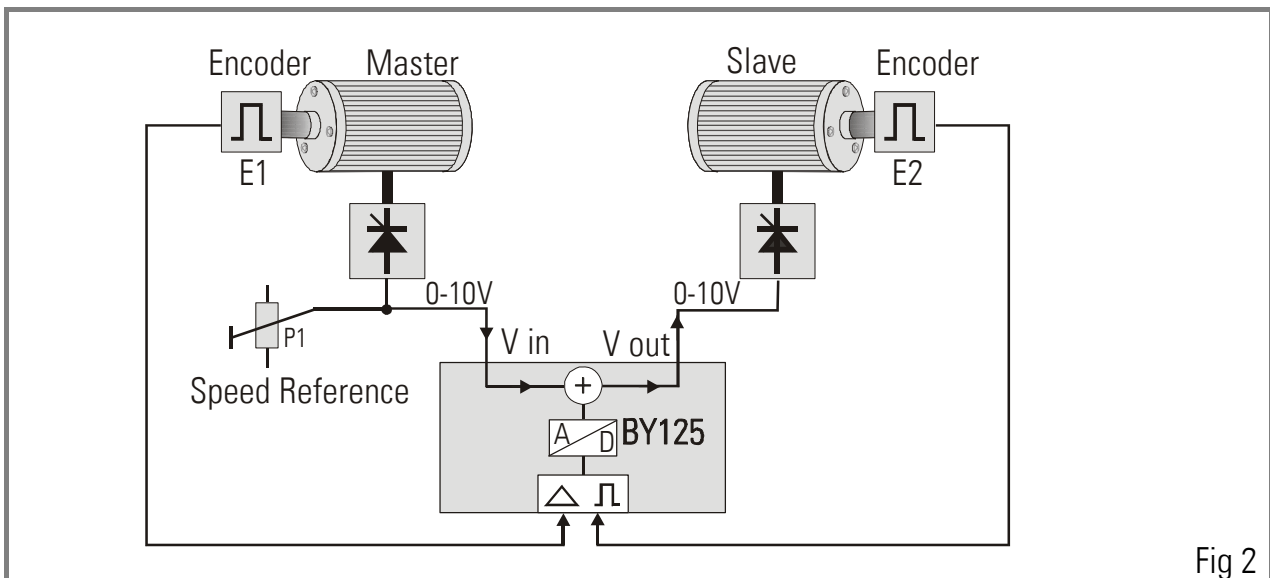 Encoder Master Slave Encoder
E1 E2
0-10V 0-10V
P1
V in V out
Speed Reference
+
A D BY125
Fig 2